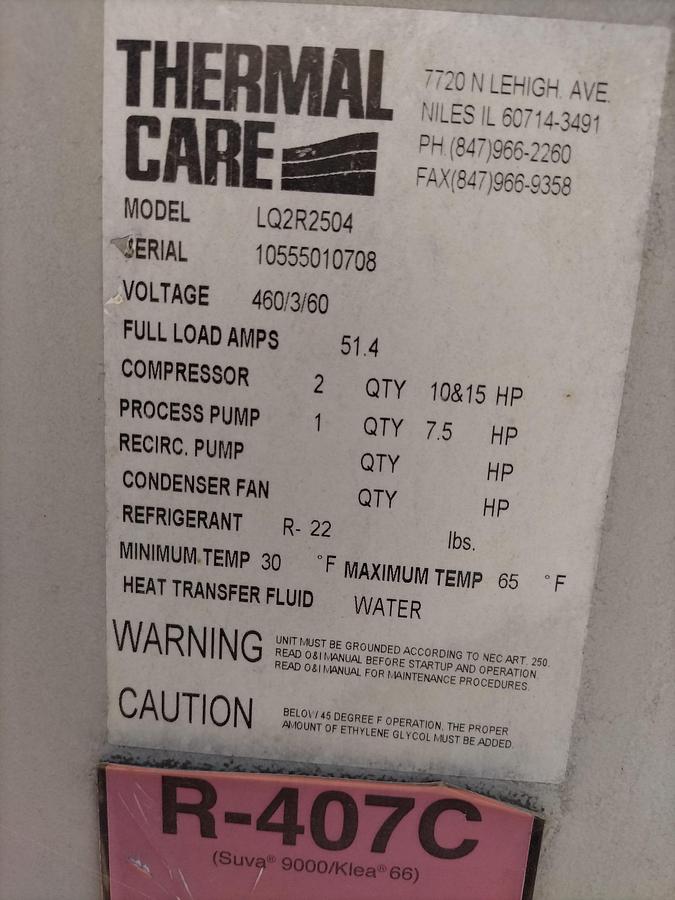 THERMAL
CARE
7720 N LEHIGH. AVE.
NILES IL 60714-3491
PH.(847)966-2260
FAX(847)966-9358
MODEL LQ2R2504
SERIAL 10555010708
VOLTAGE 460/3/60
FULL LOAD AMPS 51.4
COMPRESSOR 2 QTY 10&15 HP
PROCESS PUMP 1 QTY 7.5 HP
RECIRC. PUMP QTY HP
CONDENSER FAN QTY HP
REFRIGERANT R- 22 lbs.
MINIMUM TEMP 30 °F MAXIMUM TEMP 65 °F
HEAT TRANSFER FLUID WATER
WARNING UNIT MUST BE GROUNDED ACCORDING TO NEC ART. 250.
READ O&I MANUAL BEFORE STARTUP AND OPERATION
READ O&I MANUAL FOR MAINTENANCE PROCEDURES.
CAUTION BELOW 45 DEGREE F OPERATION, THE PROPER
AMOUNT OF ETHYLENE GLYCOL MUST BE ADDED.
R-407C
(Suva® 9000/Klea® 66)